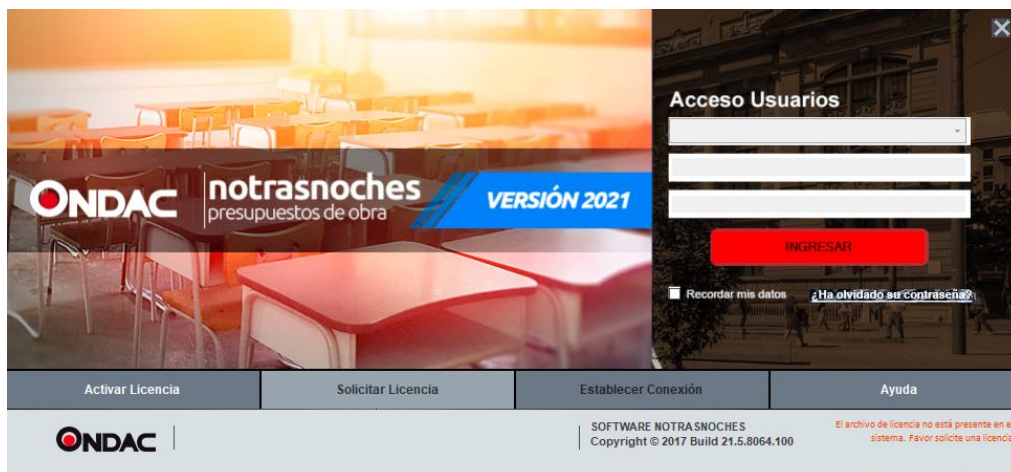 Acceso Usuarios
ONDAC
notrasnoches
presupuestos de obra
VERSIÓN 2021
INGRESAR
Recordar mis datos
¿Ha olvidado su contraseña?
Activar Licencia
Solicitar Licencia
Establecer Conexión
Ayuda
ONDAC
SOFTWARE NOTRASNOCHES
Copyright © 2017 Build 21.5.8064.100
El archivo de licencia no está presente en e
sistema. Favor solicite una licencia